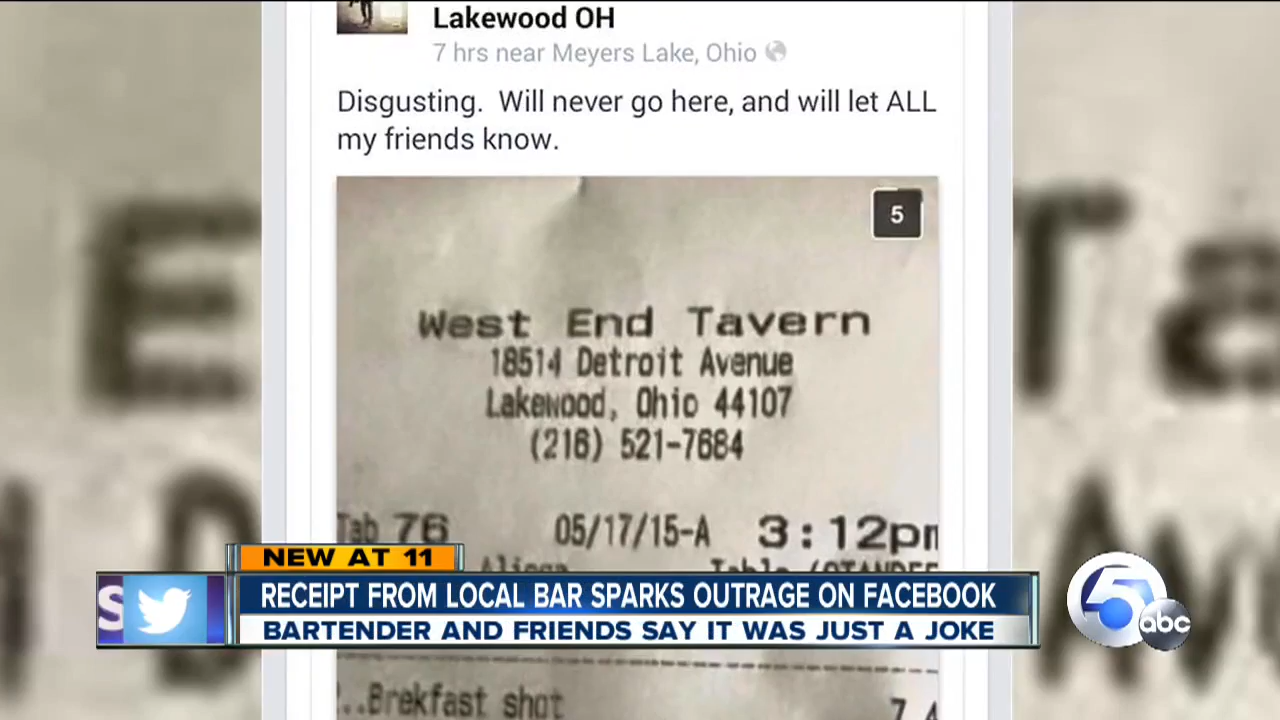 Lakewood OH
7 hrs near Meyers Lake, Ohio
Disgusting. Will never go here, and will let ALL
my friends know.
5
West End Tavern
18514 Detroit Avenue
Lakewood, Ohio 44107
(216) 521-7684
Tab 76 05/17/15-A 3:12pm
NEW AT 11
RECEIPT FROM LOCAL BAR SPARKS OUTRAGE ON FACEBOOK
BARTENDER AND FRIENDS SAY IT WAS JUST A JOKE
5
abc
..Brekfast shot